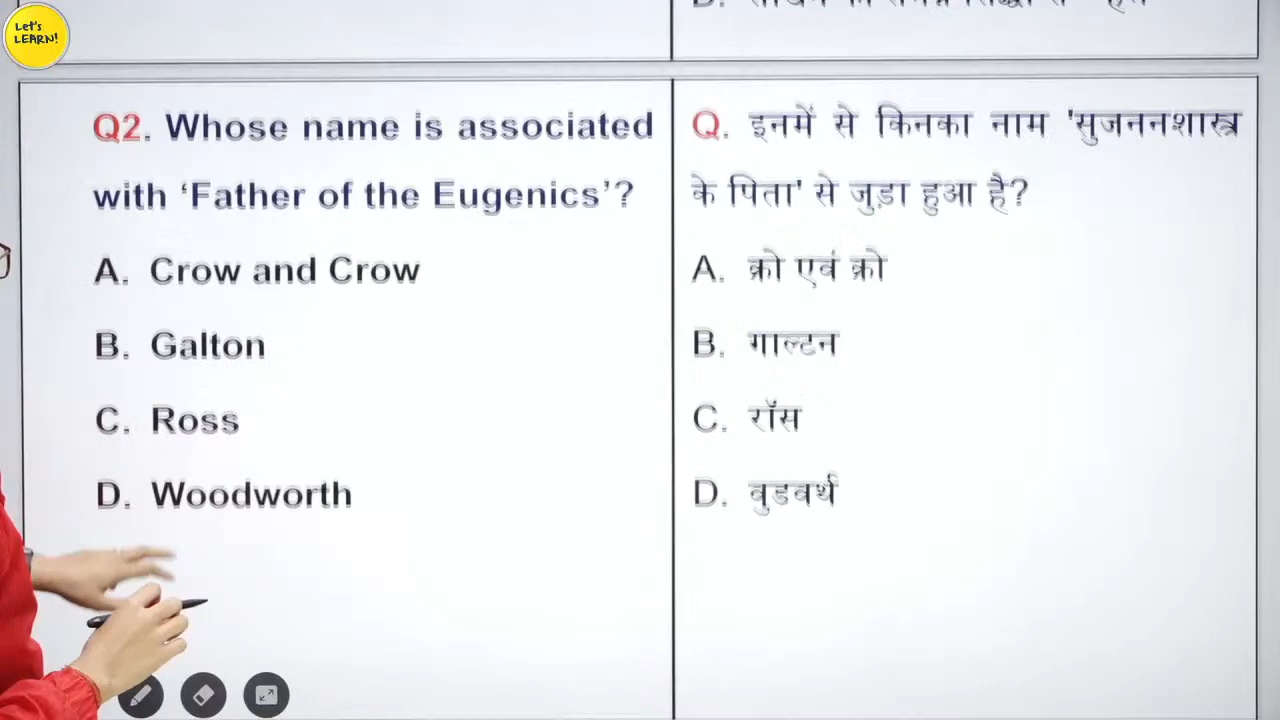 Let's
LEARN!
Q2. Whose name is associated
with ‘Father of the Eugenics’?
A. Crow and Crow
B. Galton
C. Ross
D. Woodworth
Q. इनमें से किनका नाम 'सुजननशास्त्र
के पिता' से जुड़ा हुआ है?
A. क्रो एवं क्रो
B. गाल्टन
C. रॉस
D. वुडवर्थ